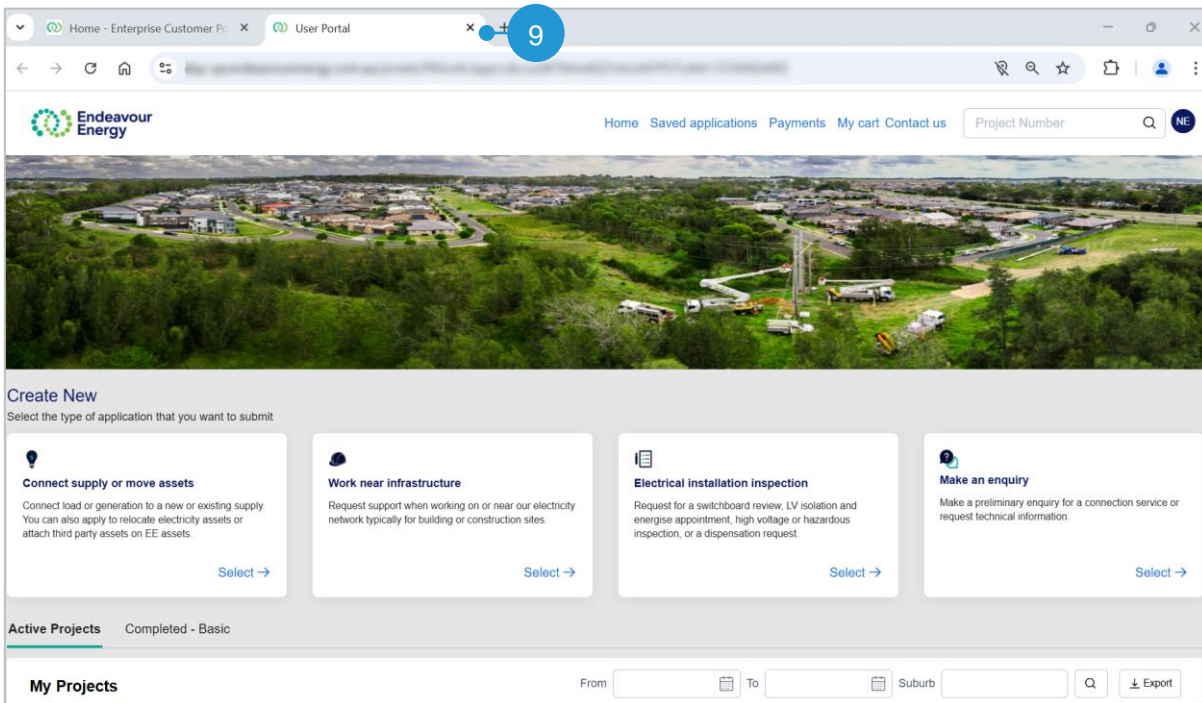 Home - Enterprise Customer Po
User Portal
9
Endeavour
Energy
Home Saved applications Payments My cart Contact us
Project Number
NE
Create New
Select the type of application that you want to submit
Connect supply or move assets
Connect load or generation to a new or existing supply.
You can also apply to relocate electricity assets or
attach third party assets on EE assets.
Select →
Work near infrastructure
Request support when working on or near our electricity
network typically for building or construction sites.
Select →
Electrical installation inspection
Request for a switchboard review, LV isolation and
energise appointment, high voltage or hazardous
inspection, or a dispensation request.
Select →
Make an enquiry
Make a preliminary enquiry for a connection service or
request technical information.
Select →
Active Projects Completed - Basic
My Projects
From
To
Suburb
Export